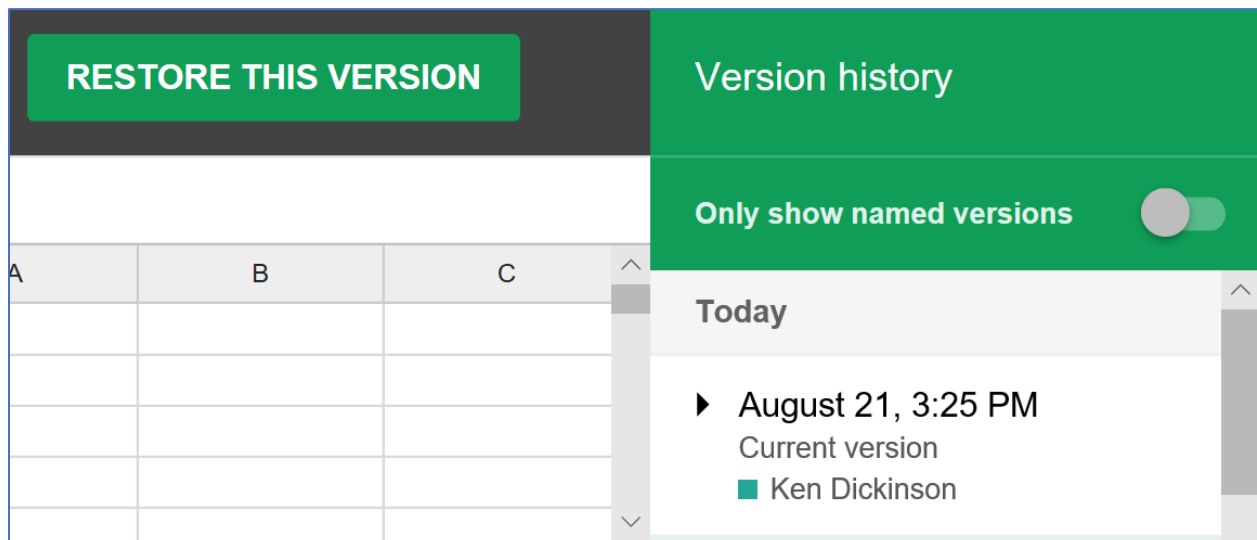 RESTORE THIS VERSION
Version history
Only show named versions
A B C
Today
August 21, 3:25 PM
Current version
Ken Dickinson